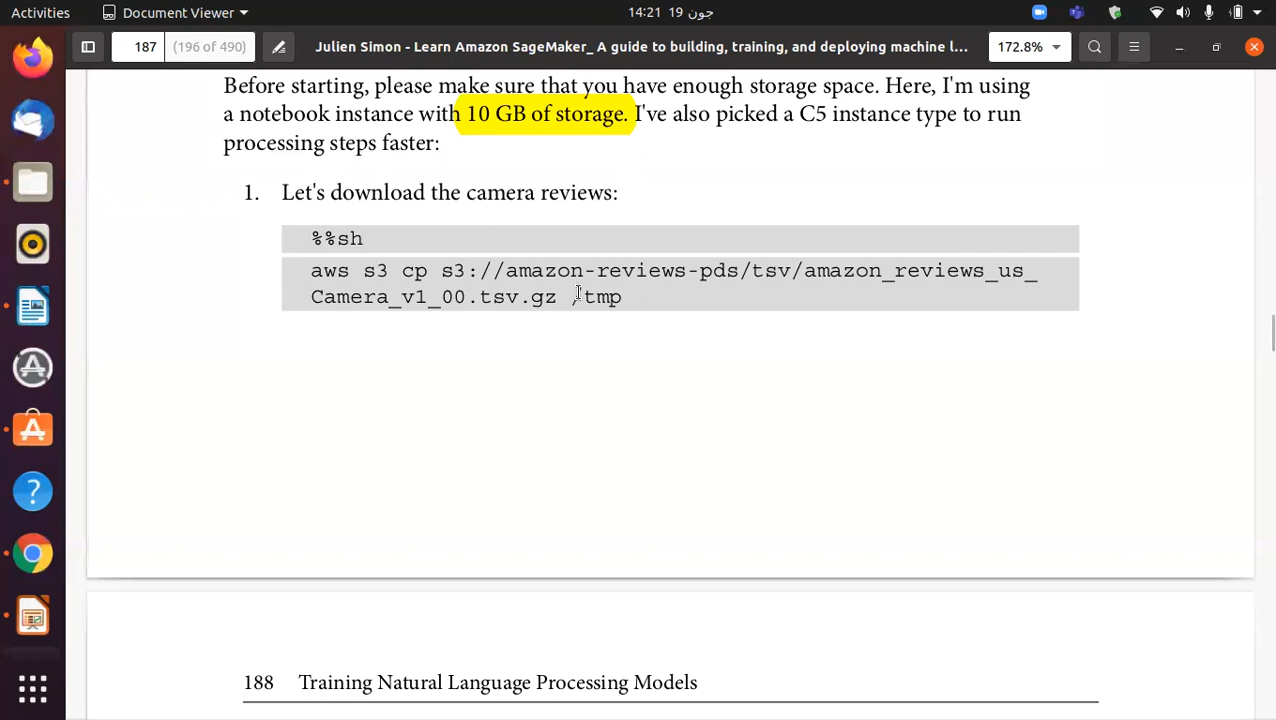 Activities
Document Viewer
14:21 19 جون
187
(196 of 490)
Julien Simon - Learn Amazon SageMaker_ A guide to building, training, and deploying machine l...
172.8%
Before starting, please make sure that you have enough storage space. Here, I'm using
a notebook instance with 10 GB of storage. I've also picked a C5 instance type to run
processing steps faster:
1. Let's download the camera reviews:
%%sh
aws s3 cp s3://amazon-reviews-pds/tsv/amazon_reviews_us_
Camera_v1_00.tsv.gz /tmp
188 Training Natural Language Processing Models